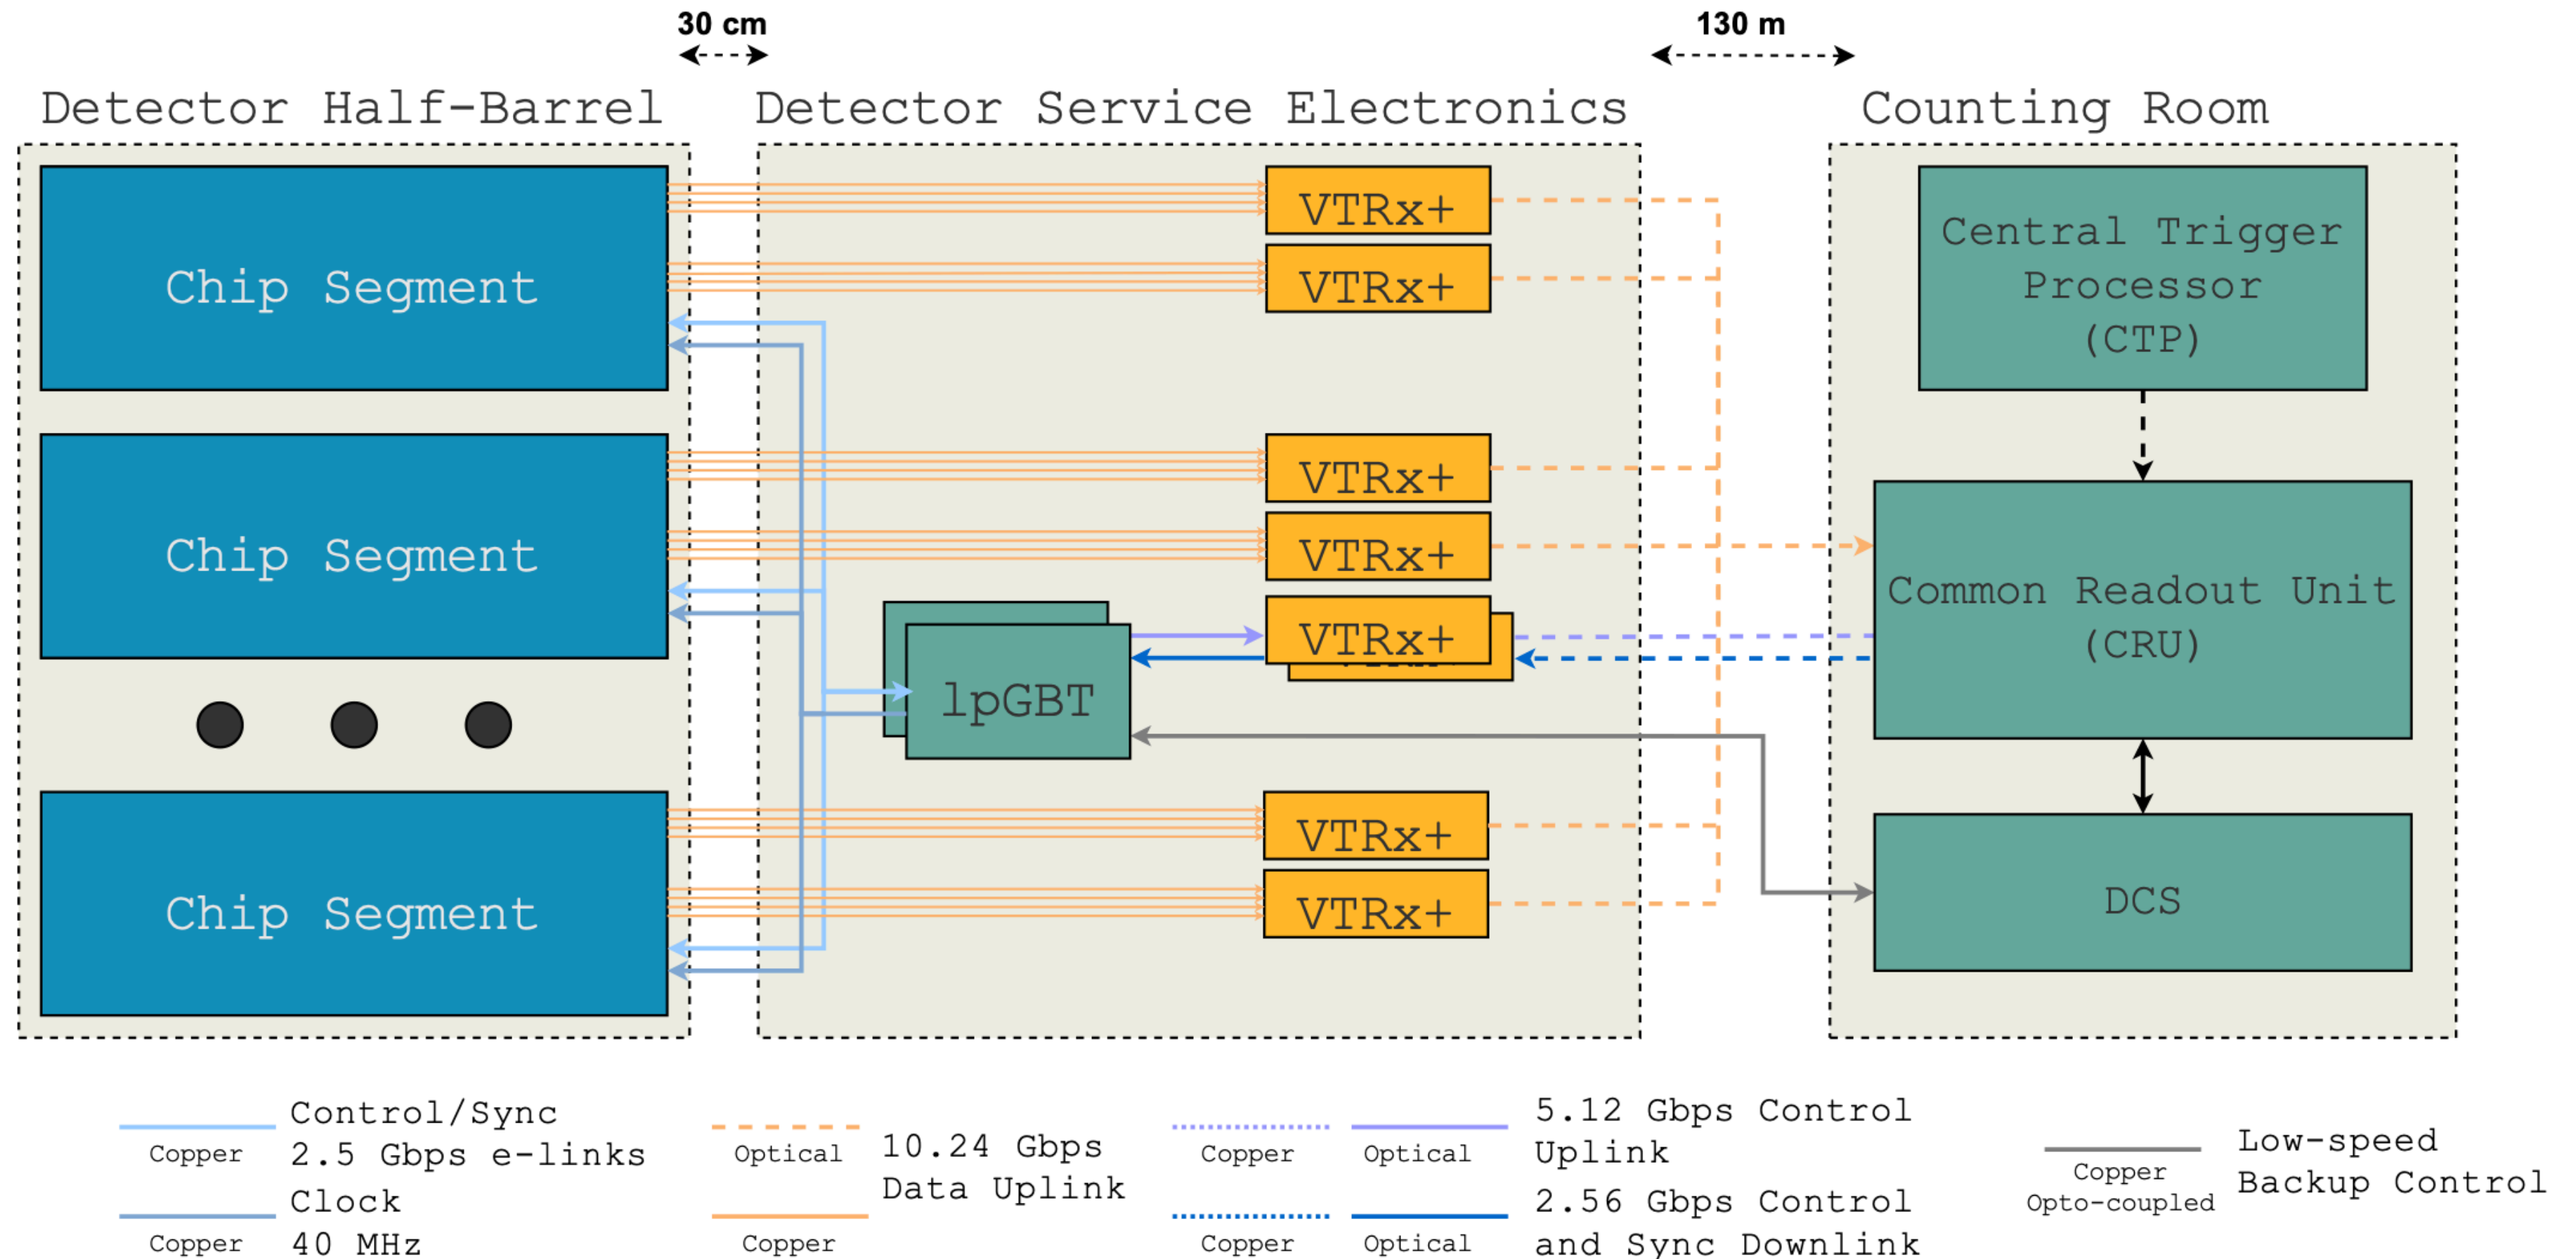 30 cm
130 m
Detector Half-Barrel
Detector Service Electronics
Counting Room
Chip Segment
VTRx+
VTRx+
Central Trigger
Processor
(CTP)
Chip Segment
VTRx+
VTRx+
VTRx+
lpGBT
Common Readout Unit
(CRU)
Chip Segment
VTRx+
VTRx+
DCS
Copper
Control/Sync
2.5 Gbps e-links
Copper
Clock
40 MHz
Optical
Copper
10.24 Gbps
Data Uplink
Copper
Optical
5.12 Gbps Control
Uplink
Copper
Optical
2.56 Gbps Control
and Sync Downlink
Copper
Opto-coupled
Low-speed
Backup Control